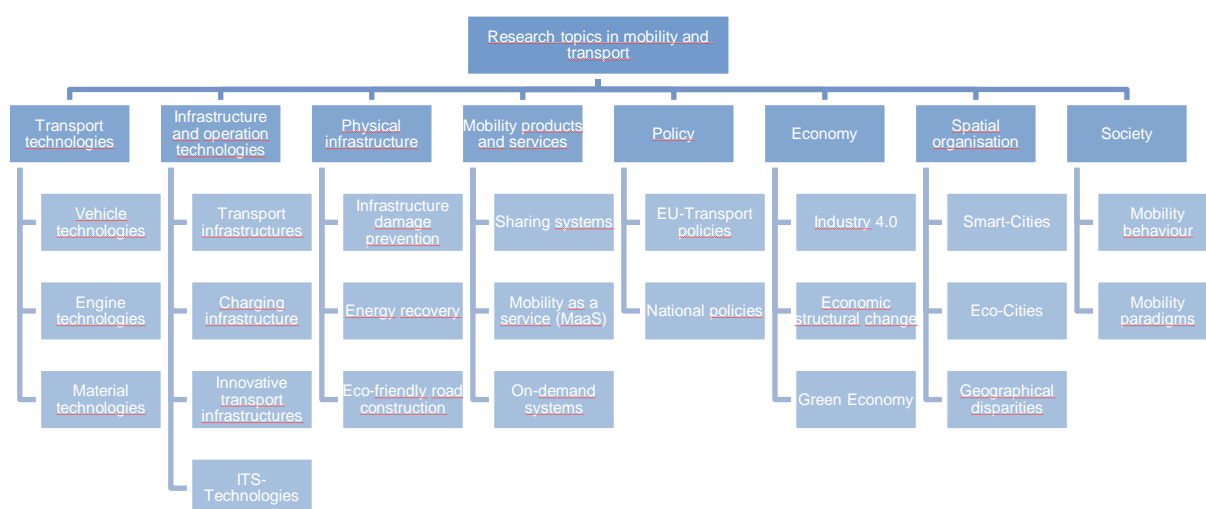 Research topics in mobility and
transport
Transport
technologies
Infrastructure
and operation
technologies
Physical
infrastructure
Mobility products
and services
Policy
Economy
Spatial
organisation
Society
Vehicle
technologies
Engine
technologies
Material
technologies
Transport
infrastructures
Charging
infrastructure
Innovative
transport
infrastructures
ITS-
Technologies
Infrastructure
damage
prevention
Energy recovery
Eco-friendly road
construction
Sharing systems
Mobility as a
service (MaaS)
On-demand
systems
EU-Transport
policies
National policies
Industry 4.0
Economic
structural change
Green Economy
Smart-Cities
Eco-Cities
Geographical
disparities
Mobility
behaviour
Mobility
paradigms